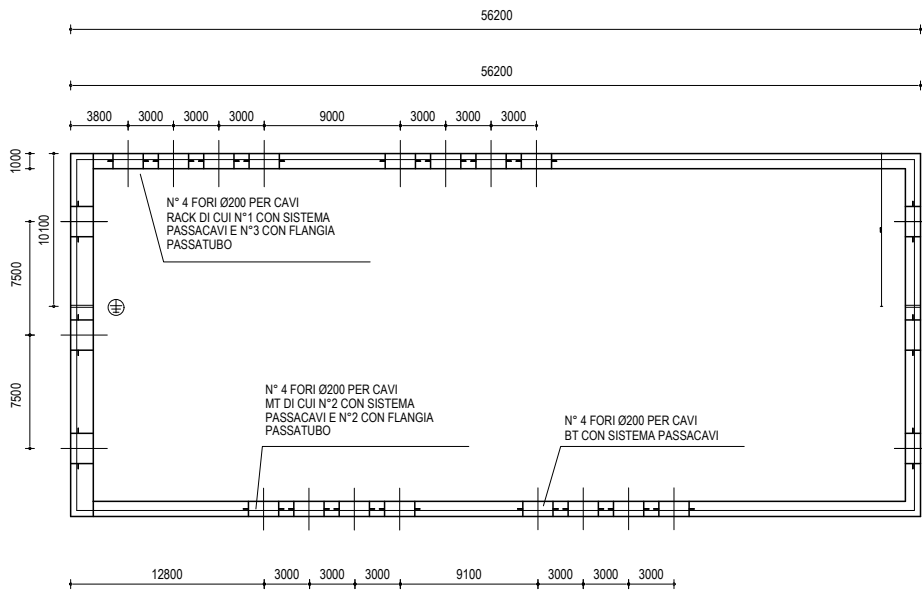 56200
56200
3800 3000 3000 3000 9000 3000 3000 3000
1000
10100
7500
7500
N° 4 FORI Ø200 PER CAVI
RACK DI CUI N°1 CON SISTEMA
PASSACAVI E N°3 CON FLANGIA
PASSATUBO
N° 4 FORI Ø200 PER CAVI
MT DI CUI N°2 CON SISTEMA
PASSACAVI E N°2 CON FLANGIA
PASSATUBO
N° 4 FORI Ø200 PER CAVI
BT CON SISTEMA PASSACAVI
12800 3000 3000 3000 9100 3000 3000 3000